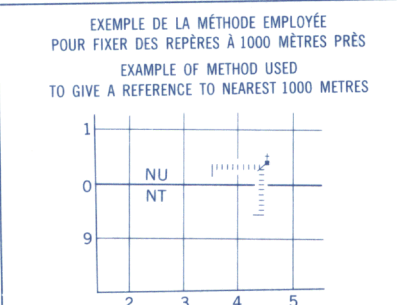 EXEMPLE DE LA MÉTHODE EMPLOYÉE
POUR FIXER DES REPÈRES À 1000 MÈTRES PRÈS
EXAMPLE OF METHOD USED
TO GIVE A REFERENCE TO NEAREST 1000 METRES
1
NU
0
NT
9
2 3 4 5